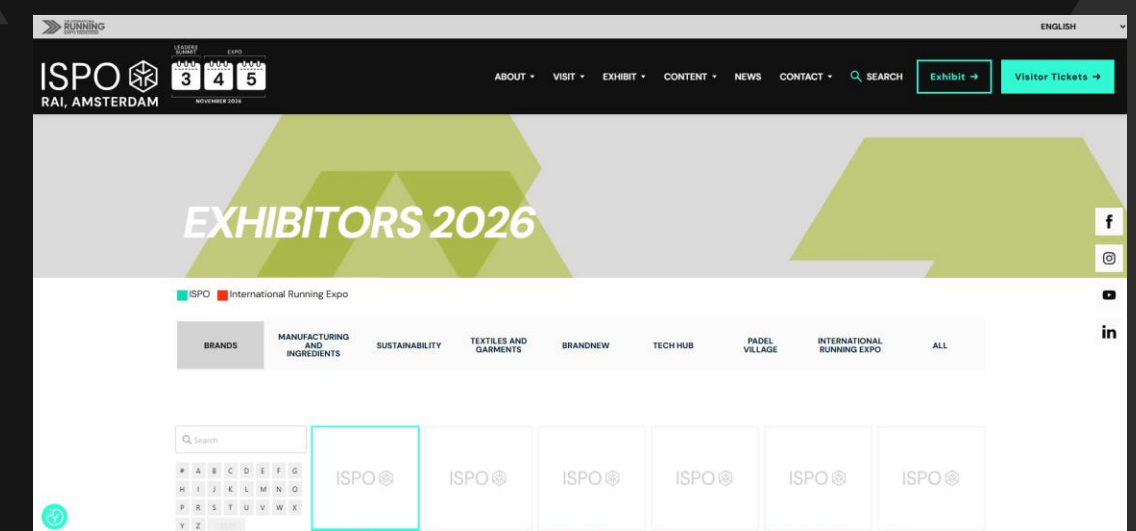 RUNNING
ENGLISH
LEADERS SUMMIT EXPO
ISPO 3 4 5
RAI, AMSTERDAM
NOVEMBER 2026
ABOUT VISIT EXHIBIT CONTENT NEWS CONTACT SEARCH Exhibit → Visitor Tickets →
EXHIBITORS 2026
ISPO International Running Expo
BRANDS
MANUFACTURING
AND
INGREDIENTS
SUSTAINABILITY
TEXTILES AND
GARMENTS
BRANDNEW
TECH HUB
PADEL
VILLAGE
INTERNATIONAL
RUNNING EXPO
ALL
Search
# A B C D E F G
H I J K L M N O
P R S T U V W X
Y Z
ISPO ISPO ISPO ISPO ISPO ISPO
f
in